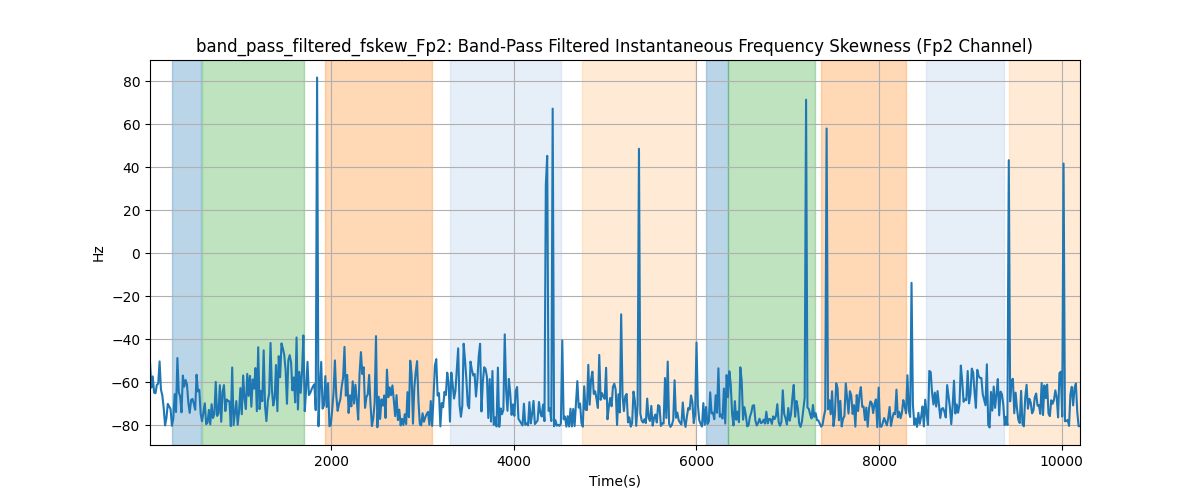 band_pass_filtered_fskew_Fp2: Band-Pass Filtered Instantaneous Frequency Skewness (Fp2 Channel)
80
60
40
20
0
−20
−40
−60
−80
Hz
2000 4000 6000 8000 10000
Time(s)